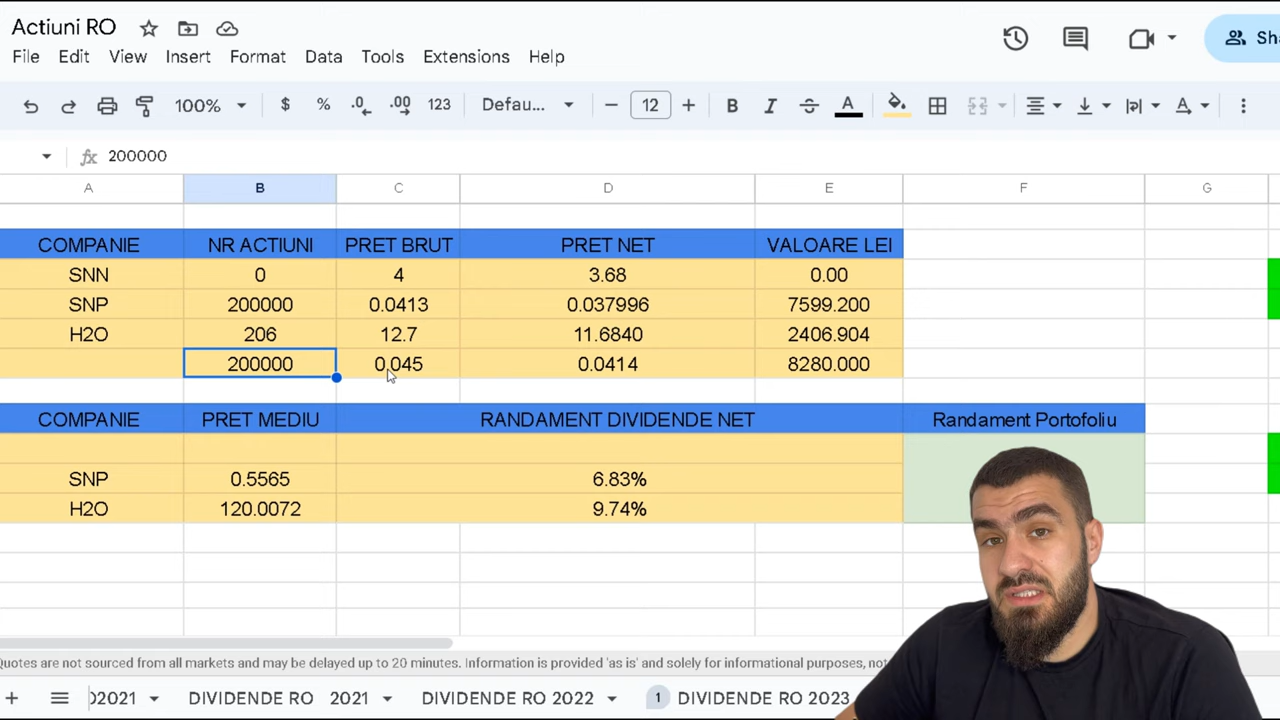 Actiuni RO
File Edit View Insert Format Data Tools Extensions Help
100% $ % .0 .00 123 Defau... 12 B I A A
fx 200000
A B C D E F G
COMPANIE NR ACTIUNI PRET BRUT PRET NET VALOARE LEI
SNN 0 4 3.68 0.00
SNP 200000 0.0413 0.037996 7599.200
H2O 206 12.7 11.6840 2406.904
200000 0.045 0.0414 8280.000
COMPANIE PRET MEDIU RANDAMENT DIVIDENDE NET Randament Portofoliu
SNP 0.5565 6.83%
H2O 120.0072 9.74%
Quotes are not sourced from all markets and may be delayed up to 20 minutes. Information is provided 'as is' and solely for informational purposes, not
2021 DIVIDENDE RO 2021 DIVIDENDE RO 2022 1 DIVIDENDE RO 2023